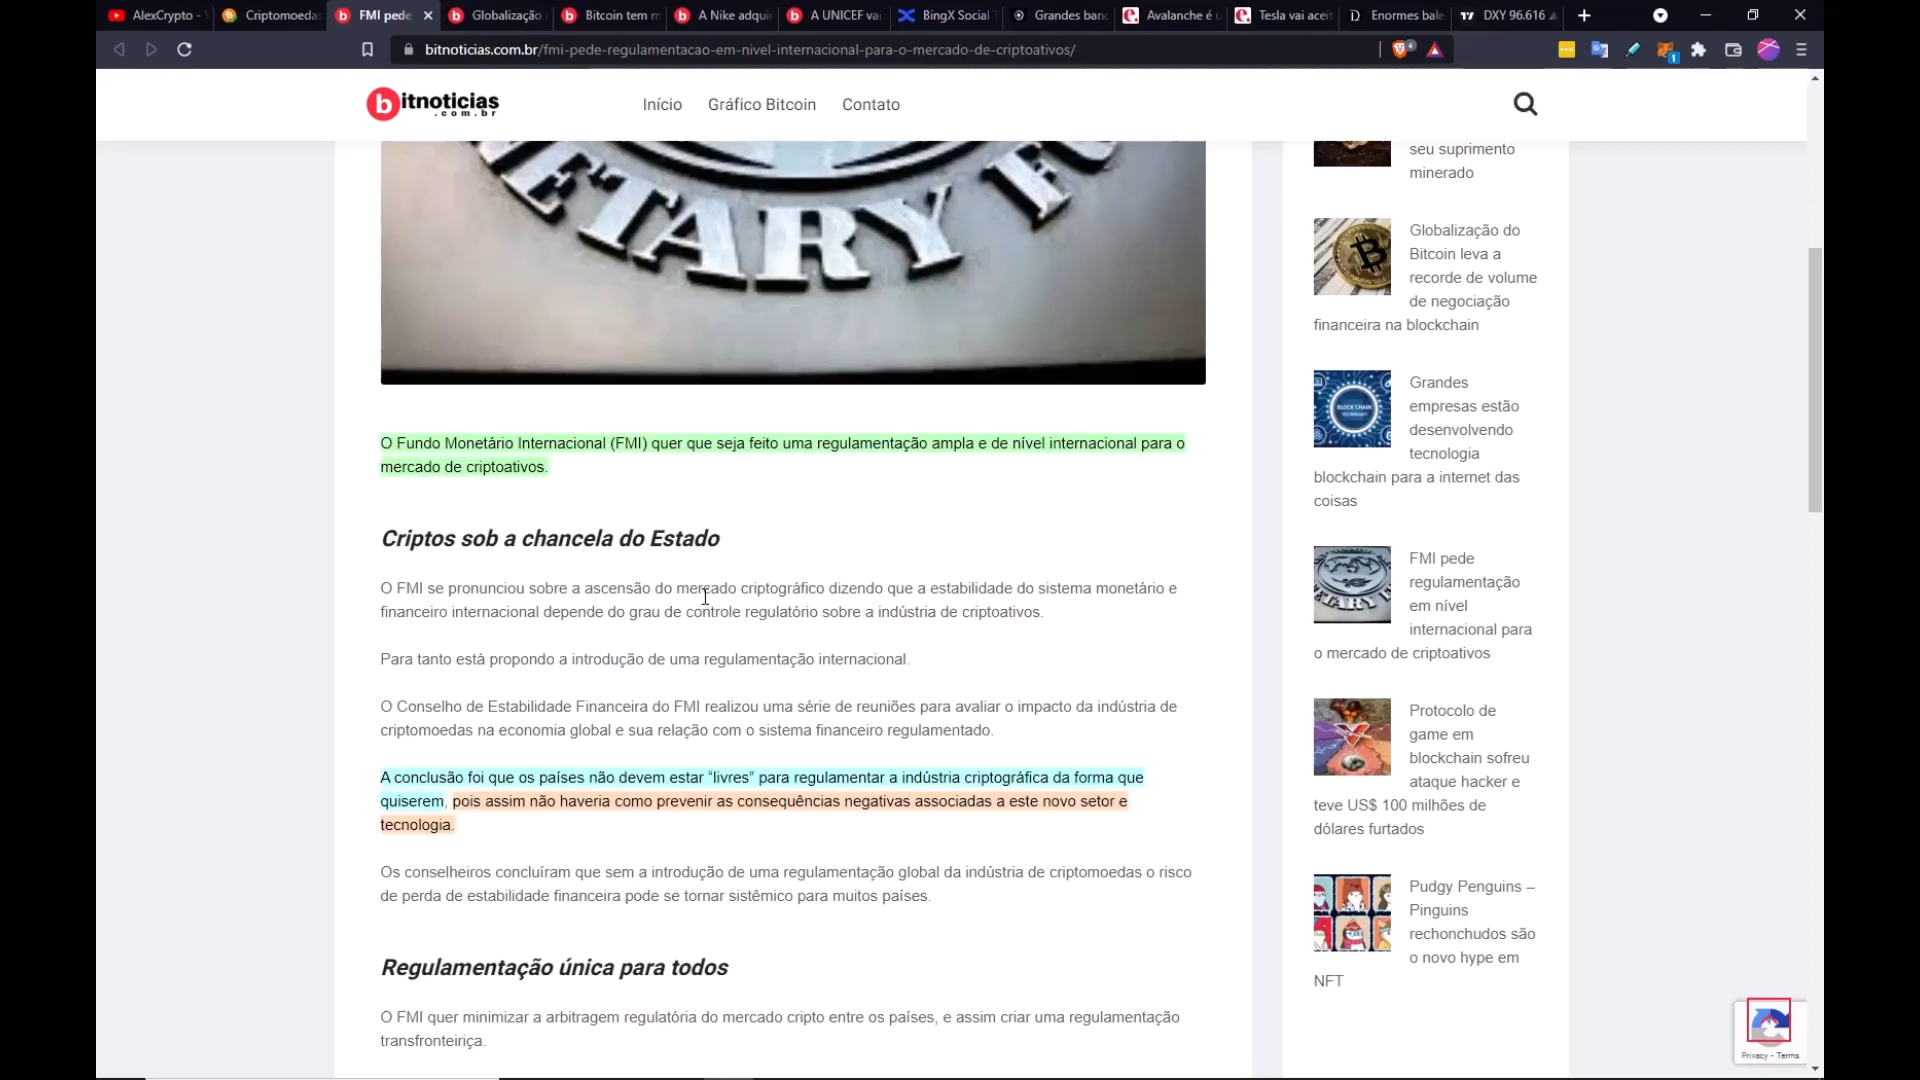 AlexCrypto -
Criptomoeda
FMI pede
Globalização
Bitcoin tem m
A Nike adqui
A UNICEF va
BingX Social
Grandes ban
Avalanche é
Tesla vai acei
Enormes bale
DXY 96.616
bitnoticias.com.br/fmi-pede-regulamentacao-em-nivel-internacional-para-o-mercado-de-criptoativos/
bitnoticias
.com.br
Início
Gráfico Bitcoin
Contato
ETARY FU
O Fundo Monetário Internacional (FMI) quer que seja feito uma regulamentação ampla e de nível internacional para o
mercado de criptoativos.
Criptos sob a chancela do Estado
O FMI se pronunciou sobre a ascensão do mercado criptográfico dizendo que a estabilidade do sistema monetário e
financeiro internacional depende do grau de controle regulatório sobre a indústria de criptoativos.
Para tanto está propondo a introdução de uma regulamentação internacional.
O Conselho de Estabilidade Financeira do FMI realizou uma série de reuniões para avaliar o impacto da indústria de
criptomoedas na economia global e sua relação com o sistema financeiro regulamentado.
A conclusão foi que os países não devem estar “livres” para regulamentar a indústria criptográfica da forma que
quiserem, pois assim não haveria como prevenir as consequências negativas associadas a este novo setor e
tecnologia.
Os conselheiros concluíram que sem a introdução de uma regulamentação global da indústria de criptomoedas o risco
de perda de estabilidade financeira pode se tornar sistêmico para muitos países.
Regulamentação única para todos
O FMI quer minimizar a arbitragem regulatória do mercado cripto entre os países, e assim criar uma regulamentação
transfronteiriça.
seu suprimento
minerado
Globalização do
Bitcoin leva a
recorde de volume
de negociação
financeira na blockchain
BLOCK CHAIN
Grandes
empresas estão
desenvolvendo
tecnologia
blockchain para a internet das
coisas
FMI pede
regulamentação
em nível
internacional para
o mercado de criptoativos
Protocolo de
game em
blockchain sofreu
ataque hacker e
teve US$ 100 milhões de
dólares furtados
Pudgy Penguins –
Pinguins
rechonchudos são
o novo hype em
NFT
Privacy - Terms